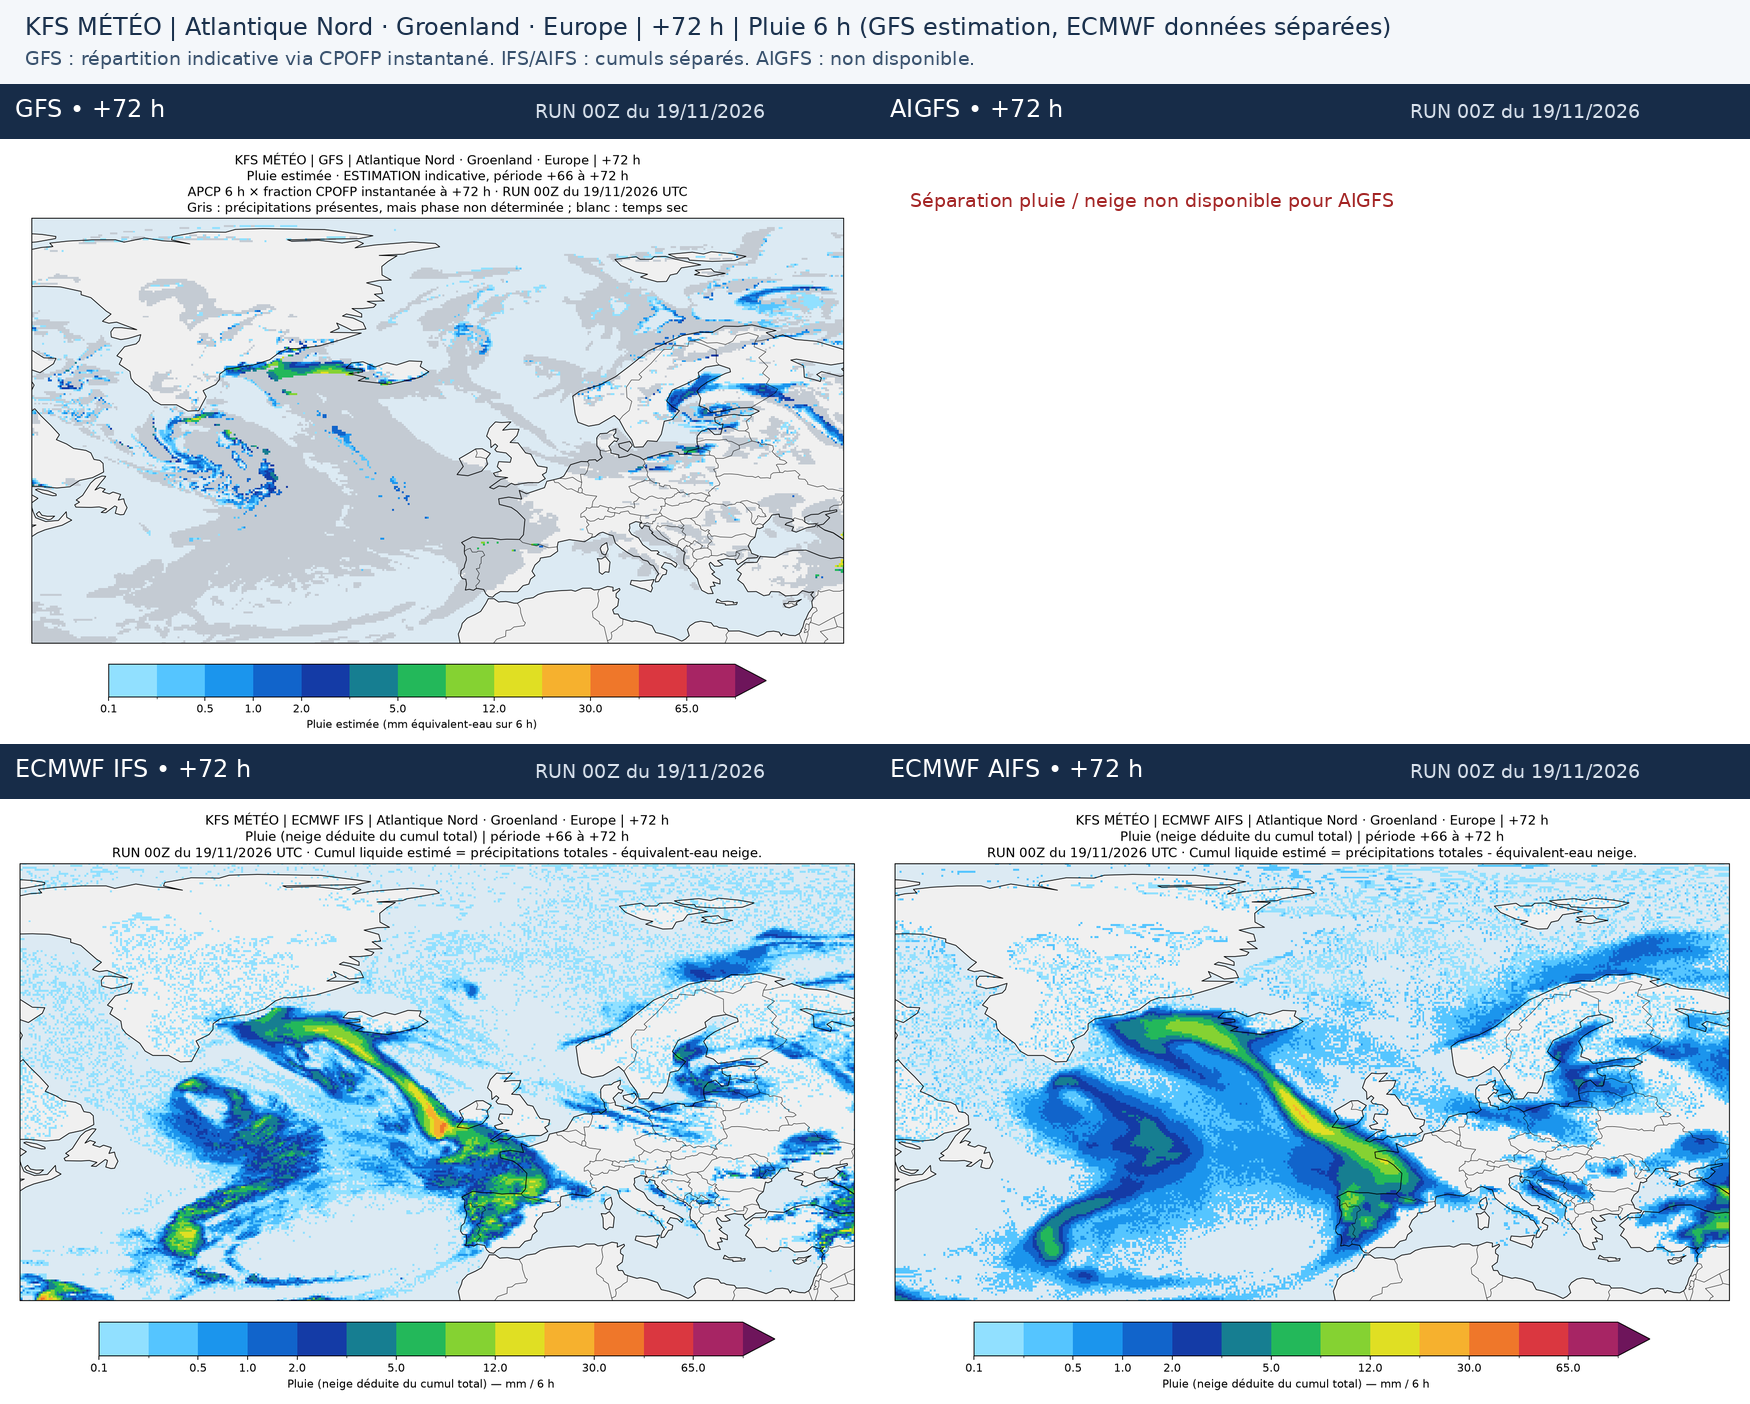 KFS MÉTÉO | Atlantique Nord · Groenland · Europe | +72 h | Pluie 6 h (GFS estimation, ECMWF données séparées)
GFS : répartition indicative via CPOFP instantané. IFS/AIFS : cumuls séparés. AIGFS : non disponible.
GFS • +72 h
RUN 00Z du 19/11/2026
AIGFS • +72 h
RUN 00Z du 19/11/2026
KFS MÉTÉO | GFS | Atlantique Nord · Groenland · Europe | +72 h
Pluie estimée · ESTIMATION indicative, période +66 à +72 h
APCP 6 h × fraction CPOFP instantanée à +72 h · RUN 00Z du 19/11/2026 UTC
Gris : précipitations présentes, mais phase non déterminée ; blanc : temps sec
Séparation pluie / neige non disponible pour AIGFS
0.1 0.5 1.0 2.0 5.0 12.0 30.0 65.0
Pluie estimée (mm équivalent-eau sur 6 h)
ECMWF IFS • +72 h
RUN 00Z du 19/11/2026
ECMWF AIFS • +72 h
RUN 00Z du 19/11/2026
KFS MÉTÉO | ECMWF IFS | Atlantique Nord · Groenland · Europe | +72 h
Pluie (neige déduite du cumul total) | période +66 à +72 h
RUN 00Z du 19/11/2026 UTC · Cumul liquide estimé = précipitations totales - équivalent-eau neige.
KFS MÉTÉO | ECMWF AIFS | Atlantique Nord · Groenland · Europe | +72 h
Pluie (neige déduite du cumul total) | période +66 à +72 h
RUN 00Z du 19/11/2026 UTC · Cumul liquide estimé = précipitations totales - équivalent-eau neige.
0.1 0.5 1.0 2.0 5.0 12.0 30.0 65.0
Pluie (neige déduite du cumul total) — mm / 6 h
0.1 0.5 1.0 2.0 5.0 12.0 30.0 65.0
Pluie (neige déduite du cumul total) — mm / 6 h